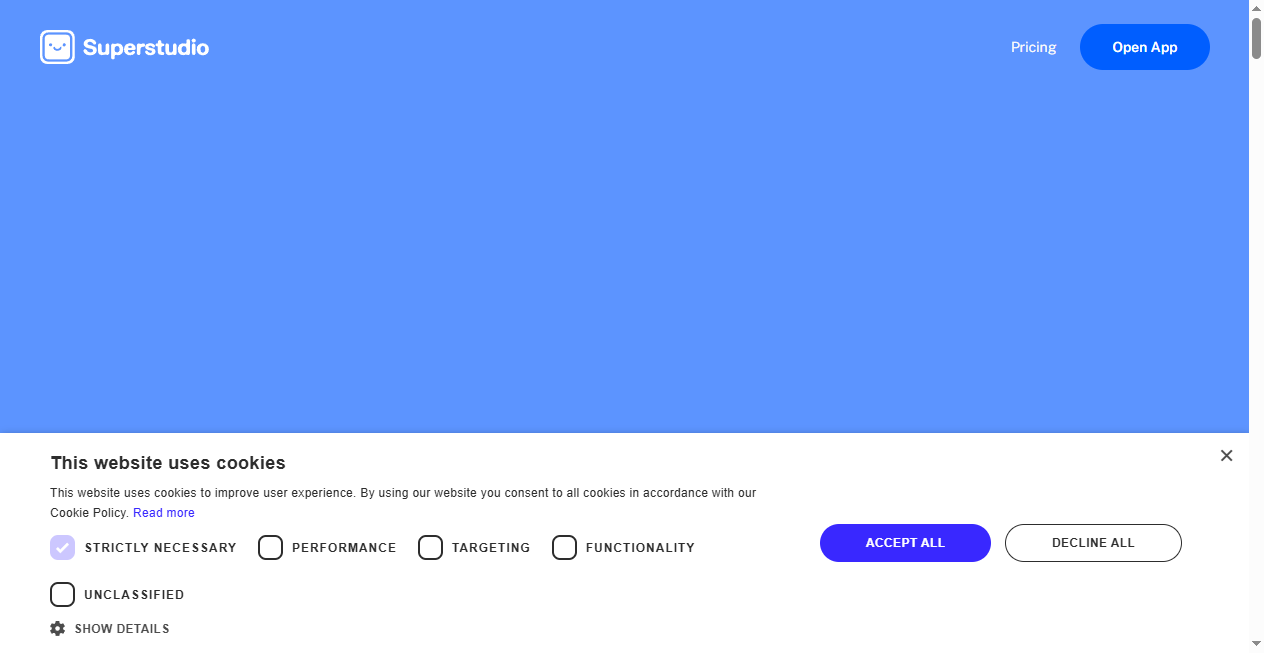 Superstudio
Pricing
Open App
This website uses cookies
×
This website uses cookies to improve user experience. By using our website you consent to all cookies in accordance with our
Cookie Policy. Read more
STRICTLY NECESSARY
PERFORMANCE
TARGETING
FUNCTIONALITY
UNCLASSIFIED
SHOW DETAILS
ACCEPT ALL
DECLINE ALL